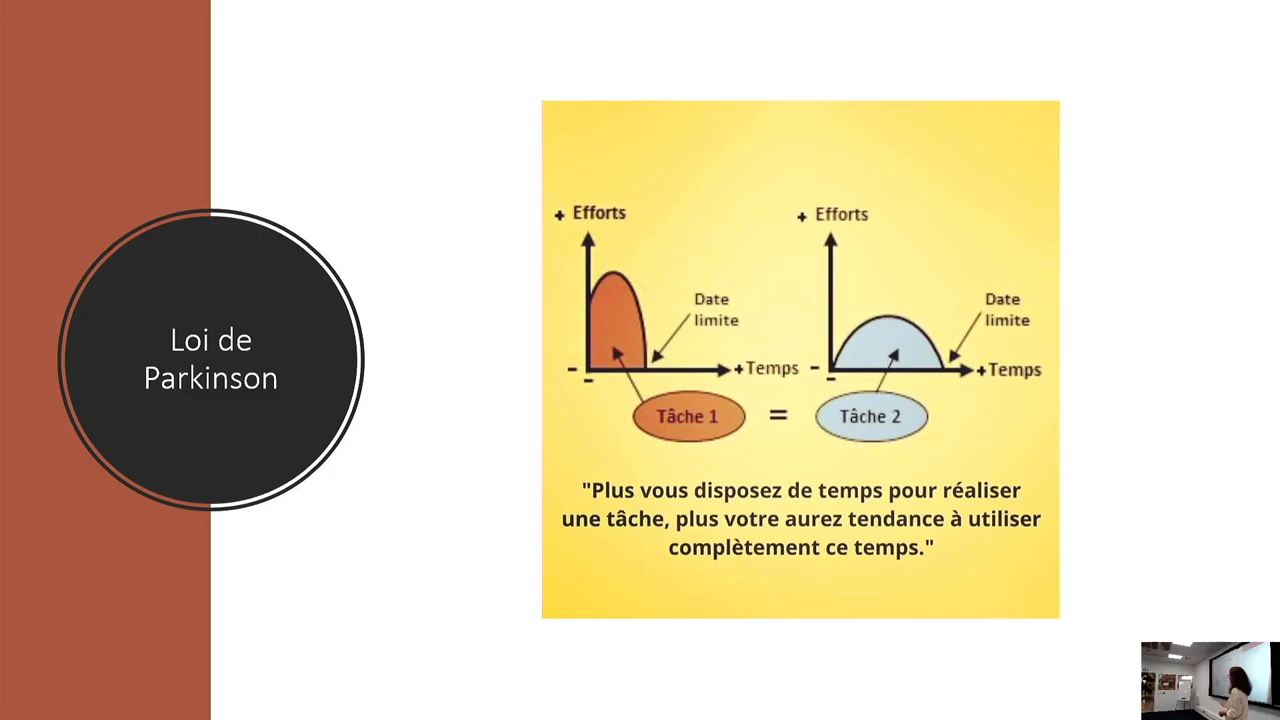 Loi de
Parkinson
+ Efforts
+ Efforts
Date
limite
Date
limite
- + Temps
- + Temps
-
-
Tâche 1 = Tâche 2
"Plus vous disposez de temps pour réaliser
une tâche, plus votre aurez tendance à utiliser
complètement ce temps."